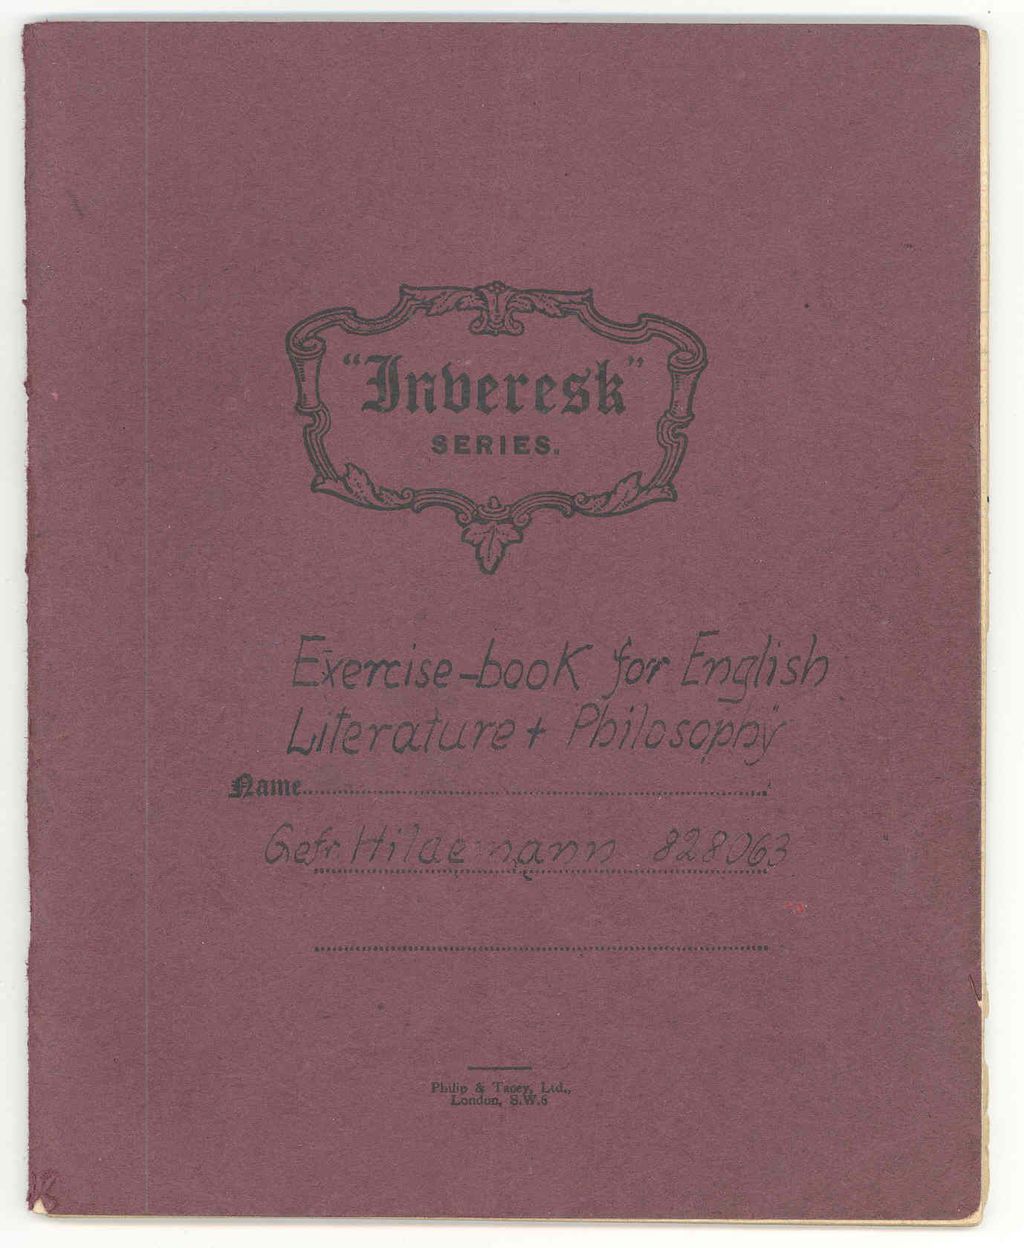 "Inveresk"
SERIES.
Exercise-book for English
Literature + Philosophy
Name
Gefr. Hildemann 828063
Philip & Tacey, Ltd.,
London, S.W.6